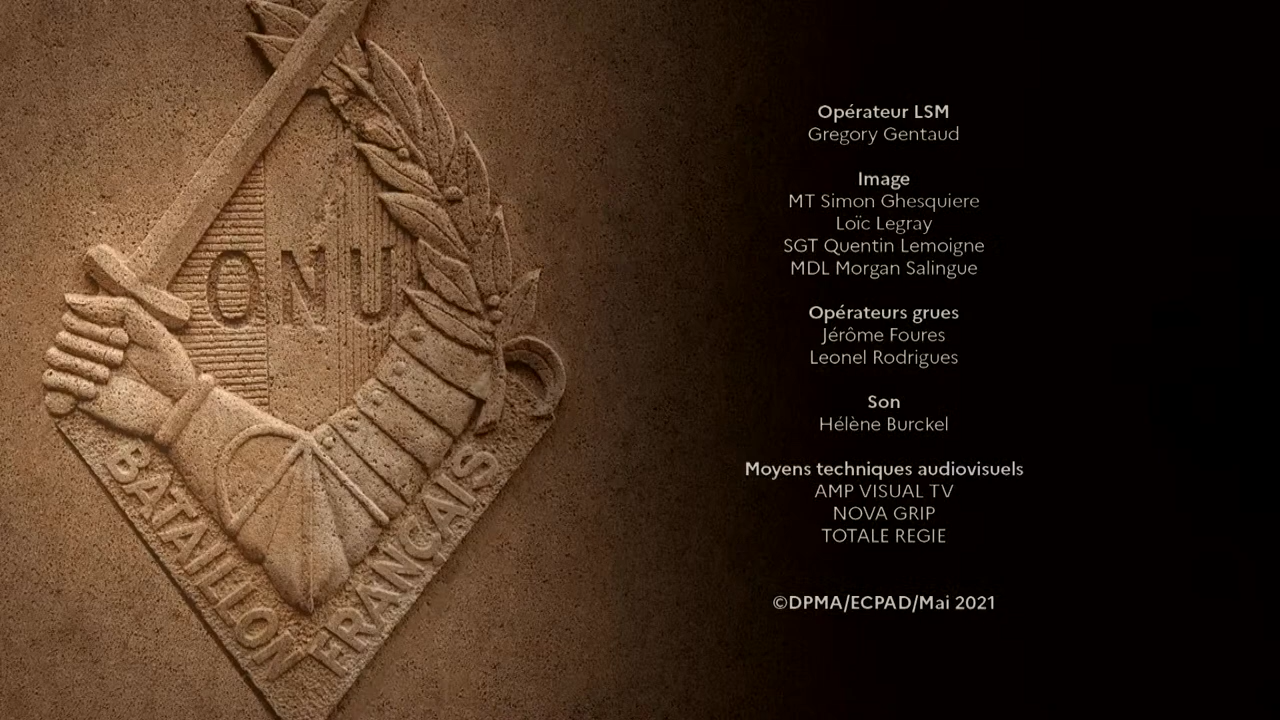 ONU
BATAILLON
FRANÇAIS
Opérateur LSM
Gregory Gentaud
Image
MT Simon Ghesquiere
Loïc Legray
SGT Quentin Lemoigne
MDL Morgan Salingue
Opérateurs grues
Jérôme Foures
Leonel Rodrigues
Son
Hélène Burckel
Moyens techniques audiovisuels
AMP VISUAL TV
NOVA GRIP
TOTALE REGIE
©DPMA/ECPAD/Mai 2021